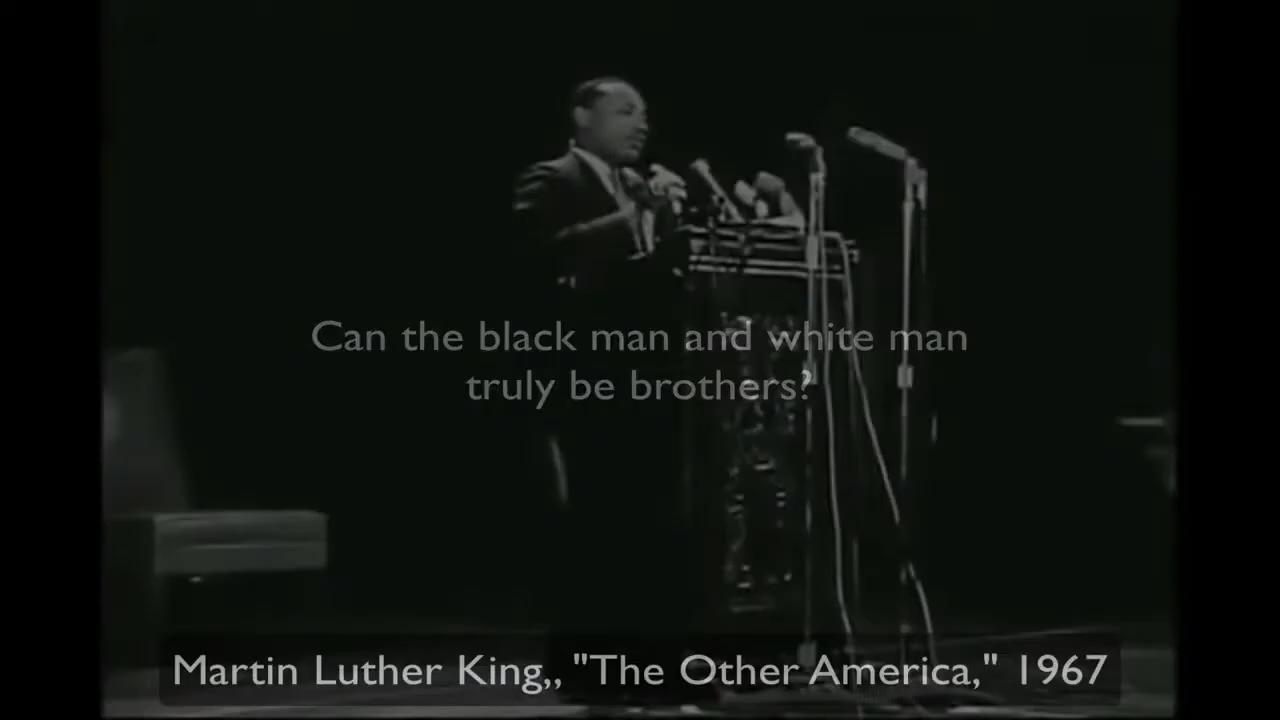 Can the black man and white man
truly be brothers?
Martin Luther King,, "The Other America," 1967